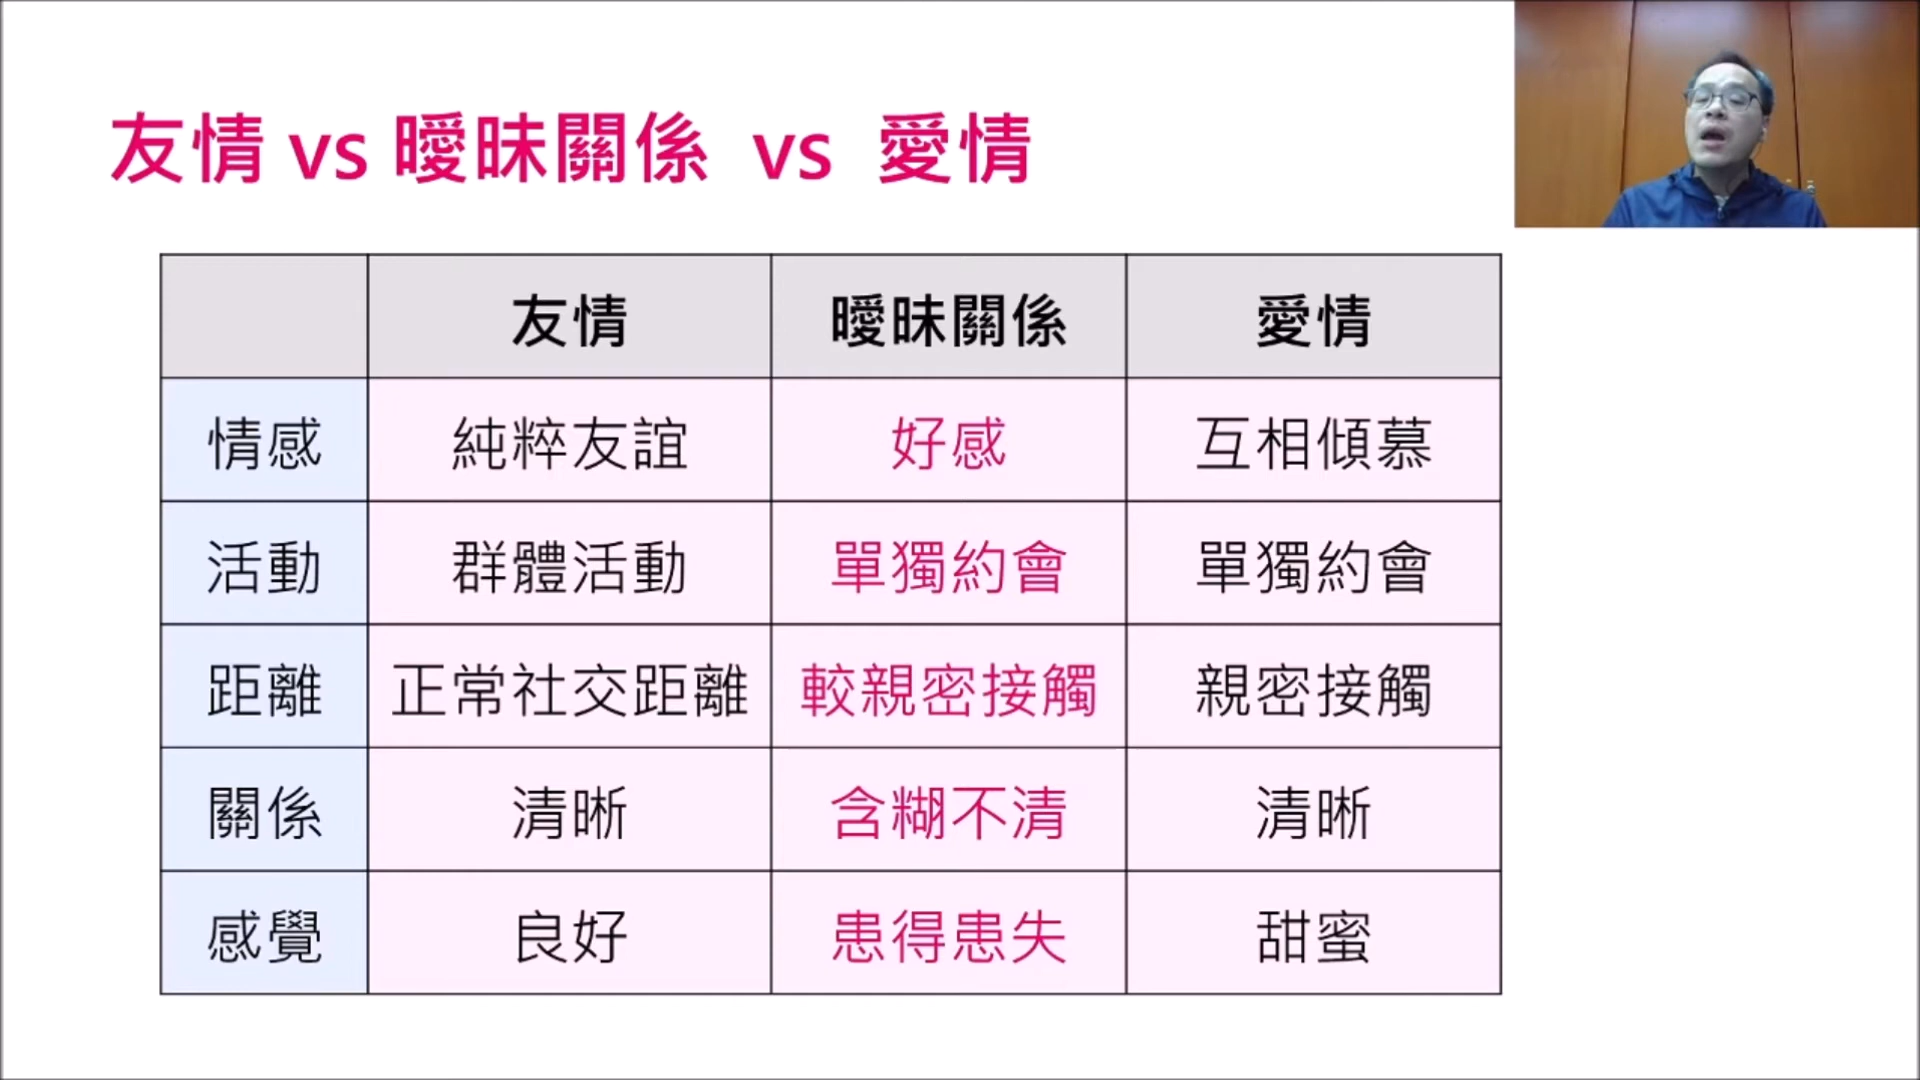 友情 vs 曖昧關係 vs 愛情
友情 曖昧關係 愛情
情感 純粹友誼 好感 互相傾慕
活動 群體活動 單獨約會 單獨約會
距離 正常社交距離 較親密接觸 親密接觸
關係 清晰 含糊不清 清晰
感覺 良好 患得患失 甜蜜